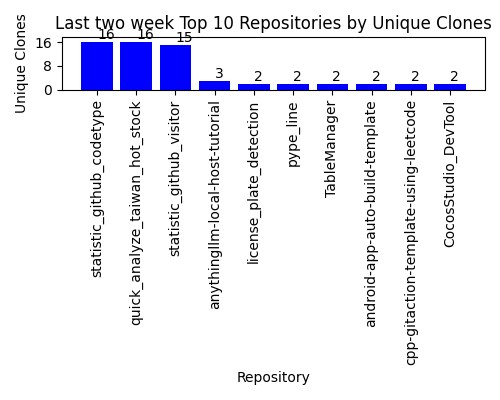 Last two week Top 10 Repositories by Unique Clones
Unique Clones
16
8
0
16
16
15
3
2
2
2
2
2
2
statistic_github_codetype
quick_analyze_taiwan_hot_stock
statistic_github_visitor
anythingllm-local-host-tutorial
license_plate_detection
pype_line
TableManager
android-app-auto-build-template
cpp-gitaction-template-using-leetcode
CocosStudio_DevTool
Repository